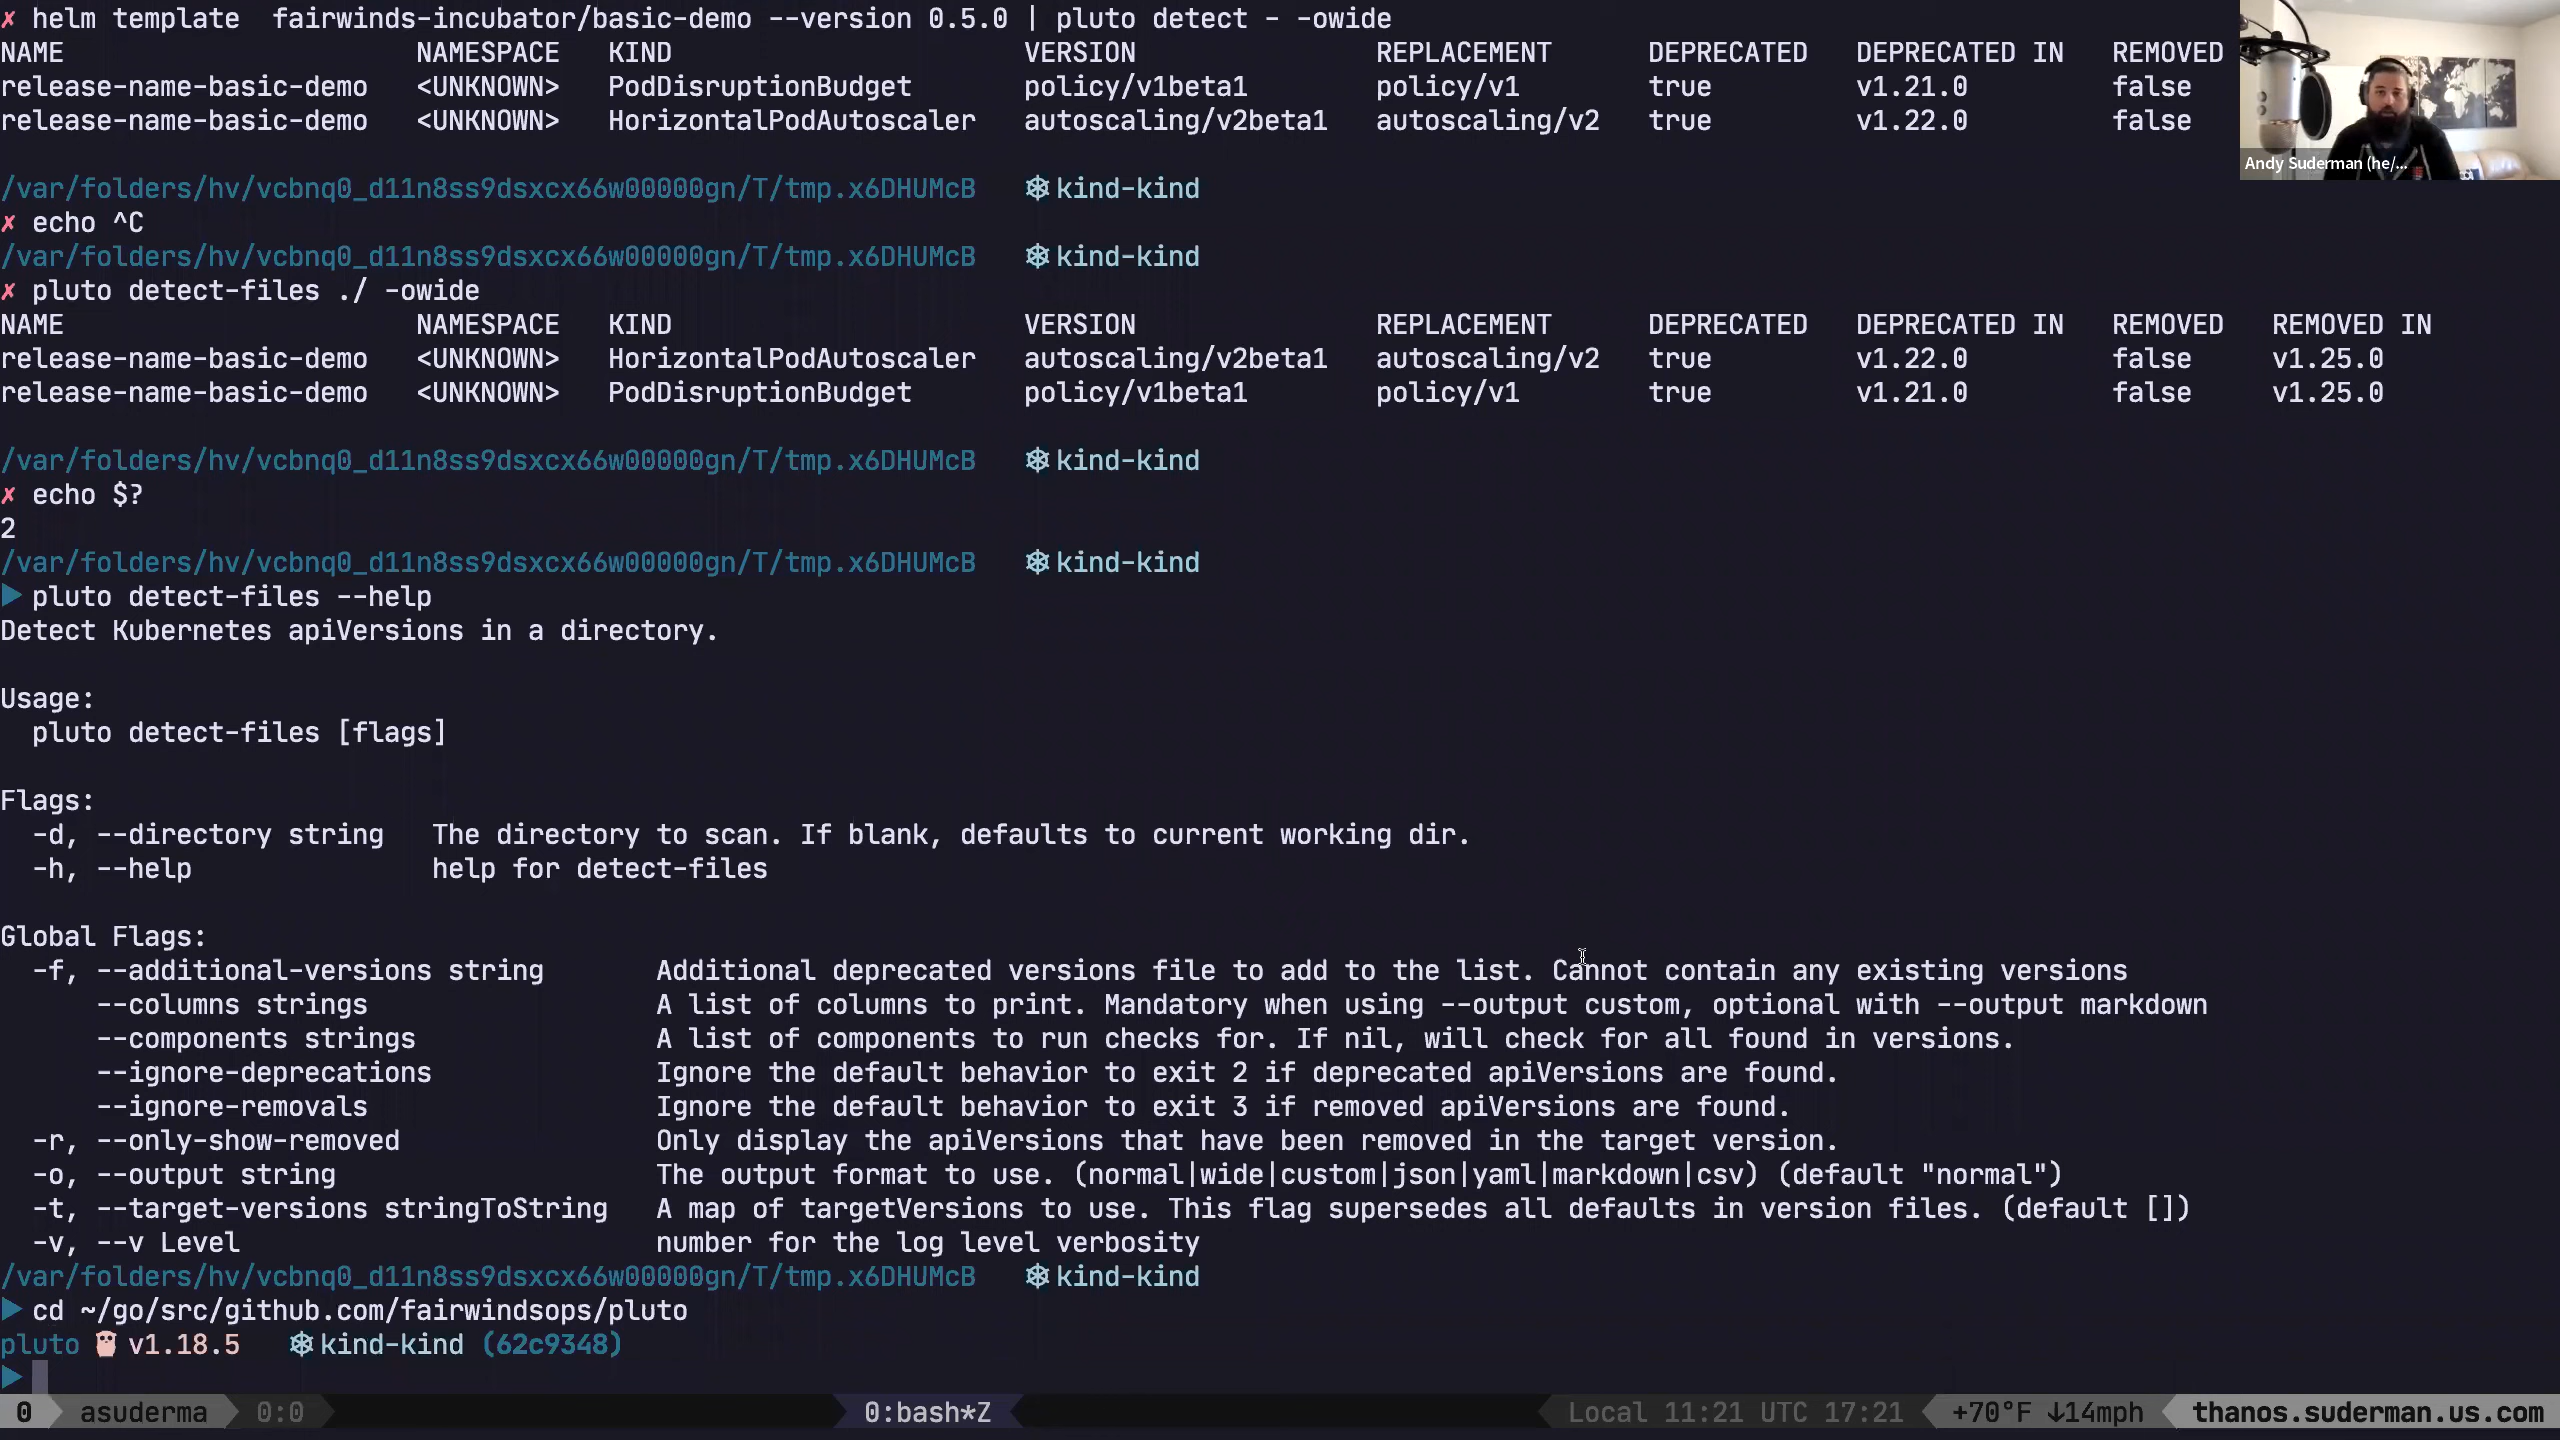 ✗ helm template  fairwinds-incubator/basic-demo --version 0.5.0 | pluto detect - -owide
NAME                      NAMESPACE   KIND                      VERSION               REPLACEMENT      DEPRECATED   DEPRECATED IN   REMOVED
release-name-basic-demo   <UNKNOWN>   PodDisruptionBudget       policy/v1beta1        policy/v1        true         v1.21.0         false
release-name-basic-demo   <UNKNOWN>   HorizontalPodAutoscaler   autoscaling/v2beta1   autoscaling/v2   true         v1.22.0         false
Andy Suderman (he/...
/var/folders/hv/vcbnq0_d11n8ss9dsxcx66w00000gn/T/tmp.x6DHUMcB   ⎈ kind-kind
✗ echo ^C
/var/folders/hv/vcbnq0_d11n8ss9dsxcx66w00000gn/T/tmp.x6DHUMcB   ⎈ kind-kind
✗ pluto detect-files ./ -owide
NAME                      NAMESPACE   KIND                      VERSION               REPLACEMENT      DEPRECATED   DEPRECATED IN   REMOVED   REMOVED IN
release-name-basic-demo   <UNKNOWN>   HorizontalPodAutoscaler   autoscaling/v2beta1   autoscaling/v2   true         v1.22.0         false     v1.25.0
release-name-basic-demo   <UNKNOWN>   PodDisruptionBudget       policy/v1beta1        policy/v1        true         v1.21.0         false     v1.25.0
/var/folders/hv/vcbnq0_d11n8ss9dsxcx66w00000gn/T/tmp.x6DHUMcB   ⎈ kind-kind
✗ echo $?
2
/var/folders/hv/vcbnq0_d11n8ss9dsxcx66w00000gn/T/tmp.x6DHUMcB   ⎈ kind-kind
▶ pluto detect-files --help
Detect Kubernetes apiVersions in a directory.
Usage:
  pluto detect-files [flags]
Flags:
  -d, --directory string   The directory to scan. If blank, defaults to current working dir.
  -h, --help               help for detect-files
Global Flags:
  -f, --additional-versions string       Additional deprecated versions file to add to the list. Cannot contain any existing versions
      --columns strings                  A list of columns to print. Mandatory when using --output custom, optional with --output markdown
      --components strings               A list of components to run checks for. If nil, will check for all found in versions.
      --ignore-deprecations              Ignore the default behavior to exit 2 if deprecated apiVersions are found.
      --ignore-removals                  Ignore the default behavior to exit 3 if removed apiVersions are found.
  -r, --only-show-removed                Only display the apiVersions that have been removed in the target version.
  -o, --output string                    The output format to use. (normal|wide|custom|json|yaml|markdown|csv) (default "normal")
  -t, --target-versions stringToString   A map of targetVersions to use. This flag supersedes all defaults in version files. (default [])
  -v, --v Level                          number for the log level verbosity
/var/folders/hv/vcbnq0_d11n8ss9dsxcx66w00000gn/T/tmp.x6DHUMcB   ⎈ kind-kind
▶ cd ~/go/src/github.com/fairwindsops/pluto
pluto v1.18.5   ⎈ kind-kind (62c9348)
▶
0  asuderma  0:0  0:bash*Z  Local 11:21 UTC 17:21  +70°F ↓14mph  thanos.suderman.us.com